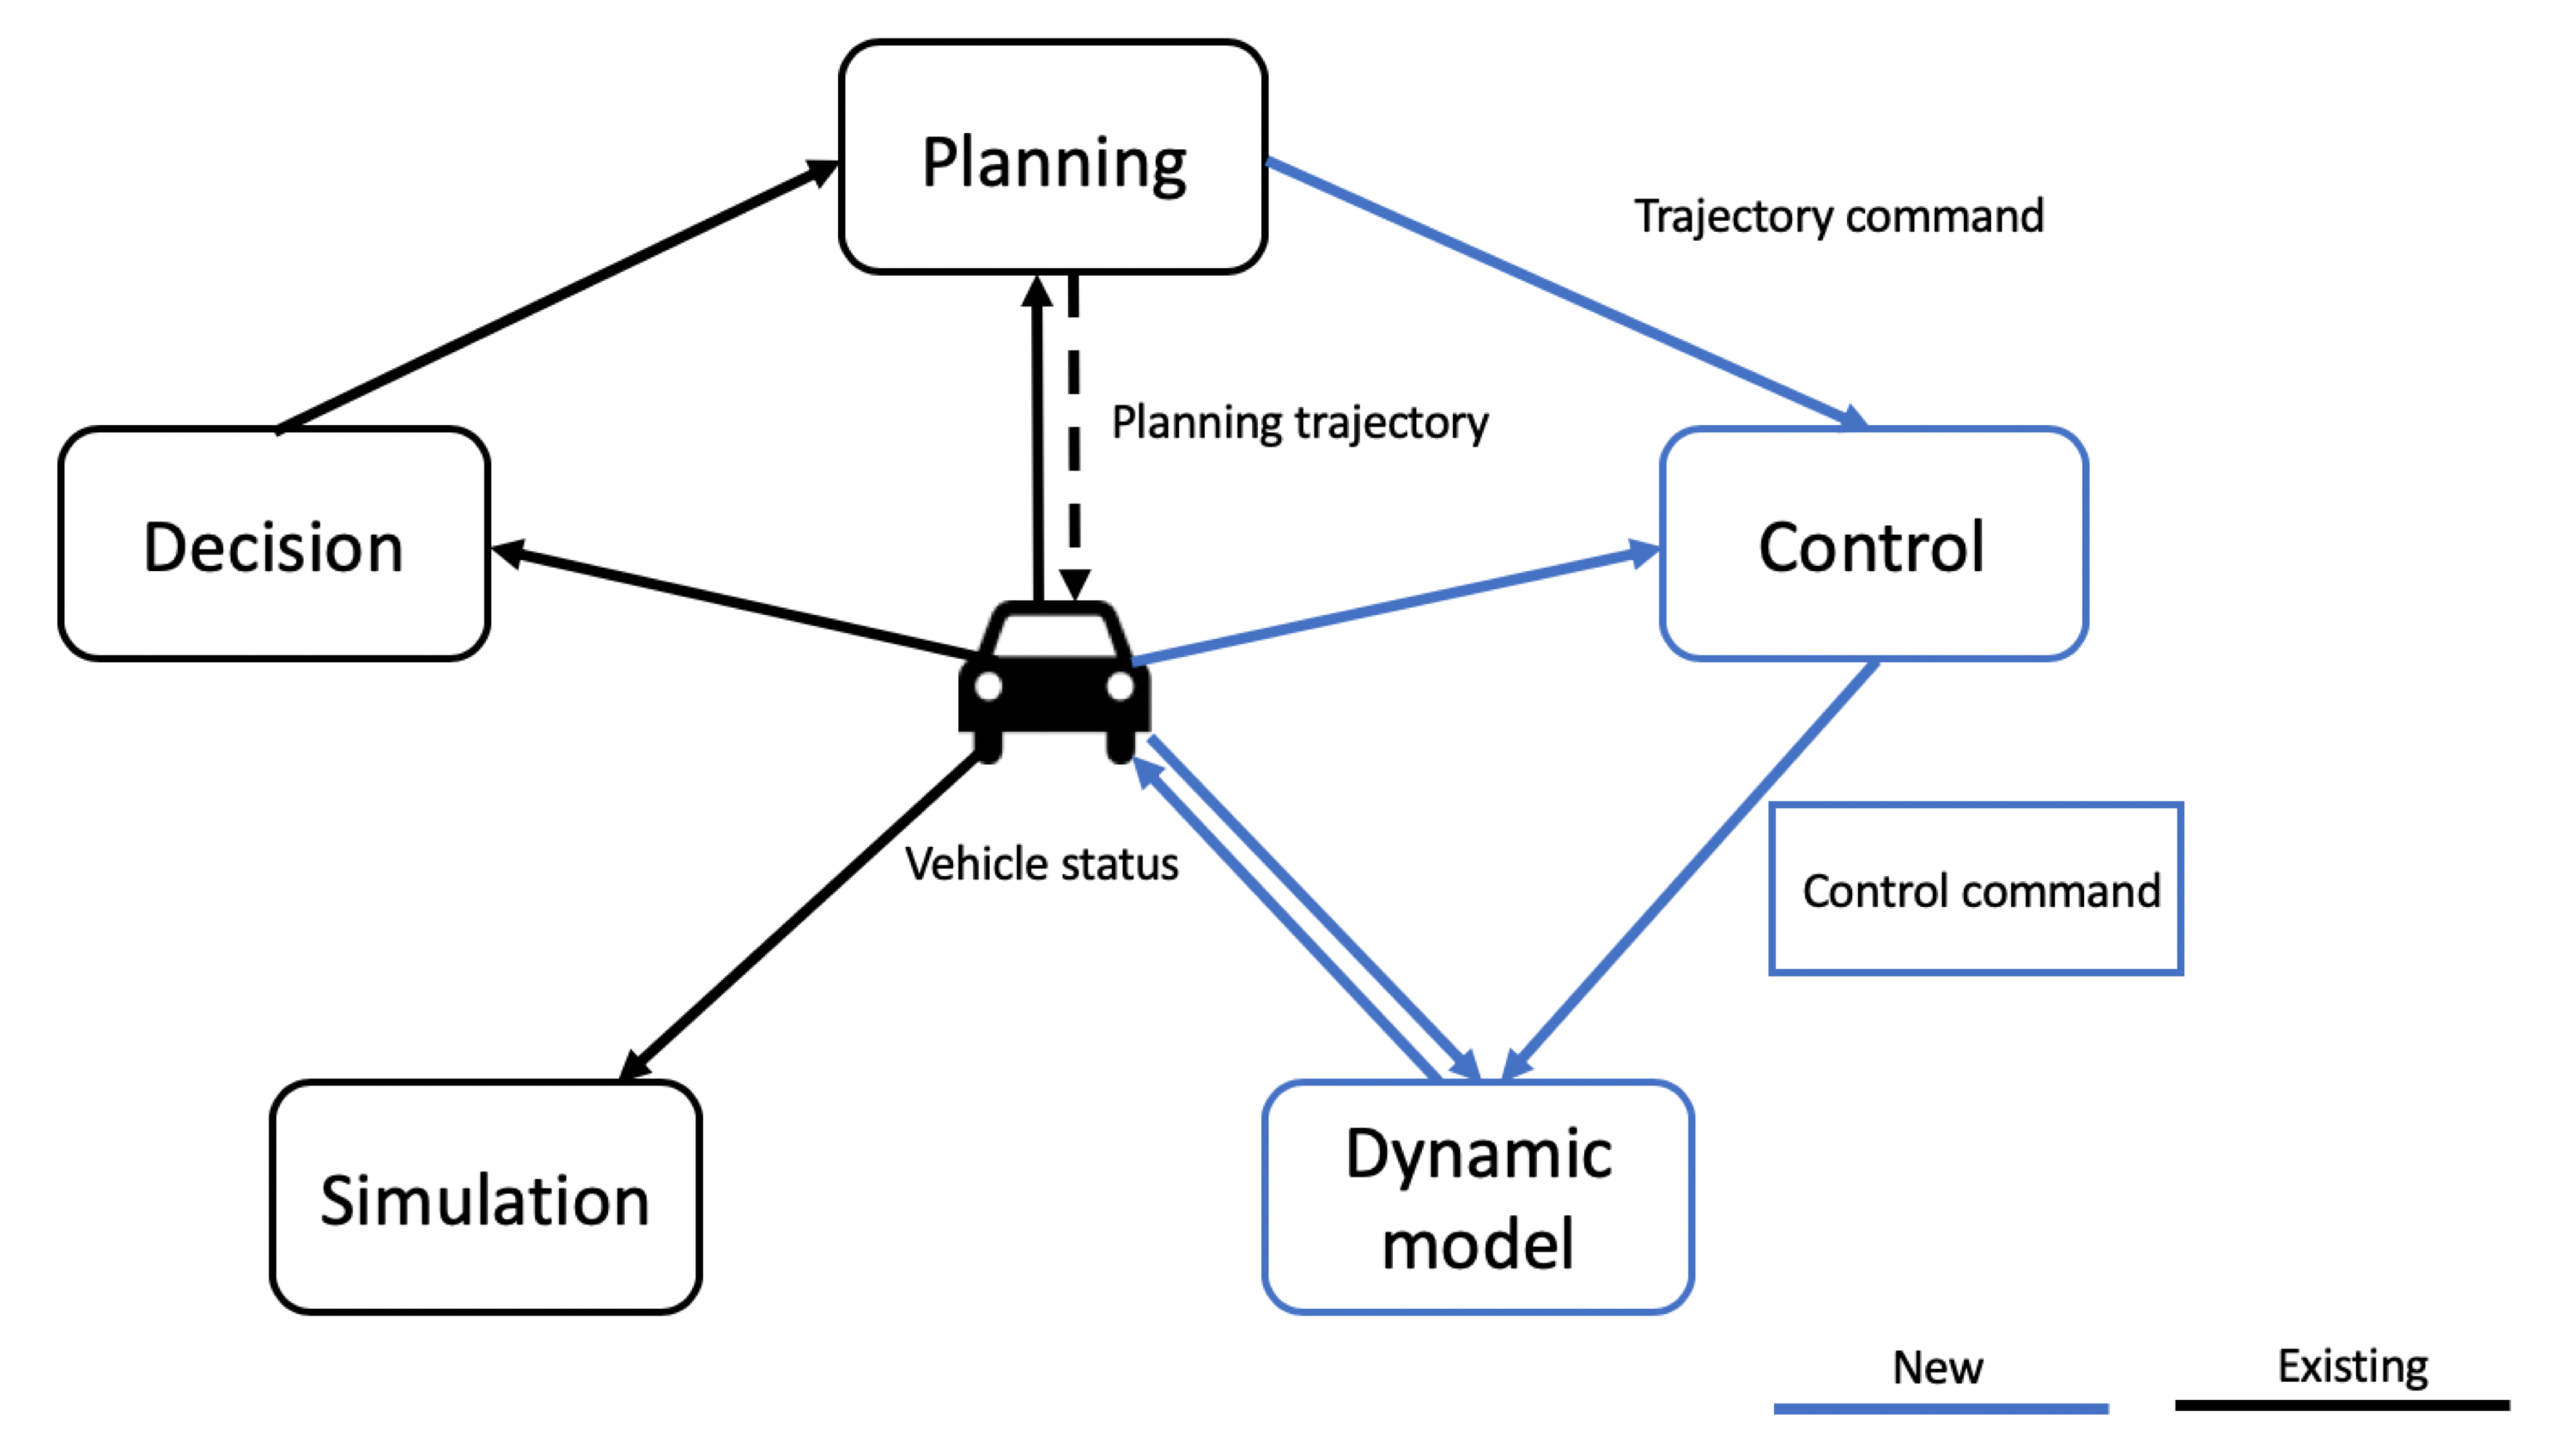 Planning
Trajectory command
Planning trajectory
Decision
Control
Vehicle status
Control command
Simulation
Dynamic
model
New
Existing